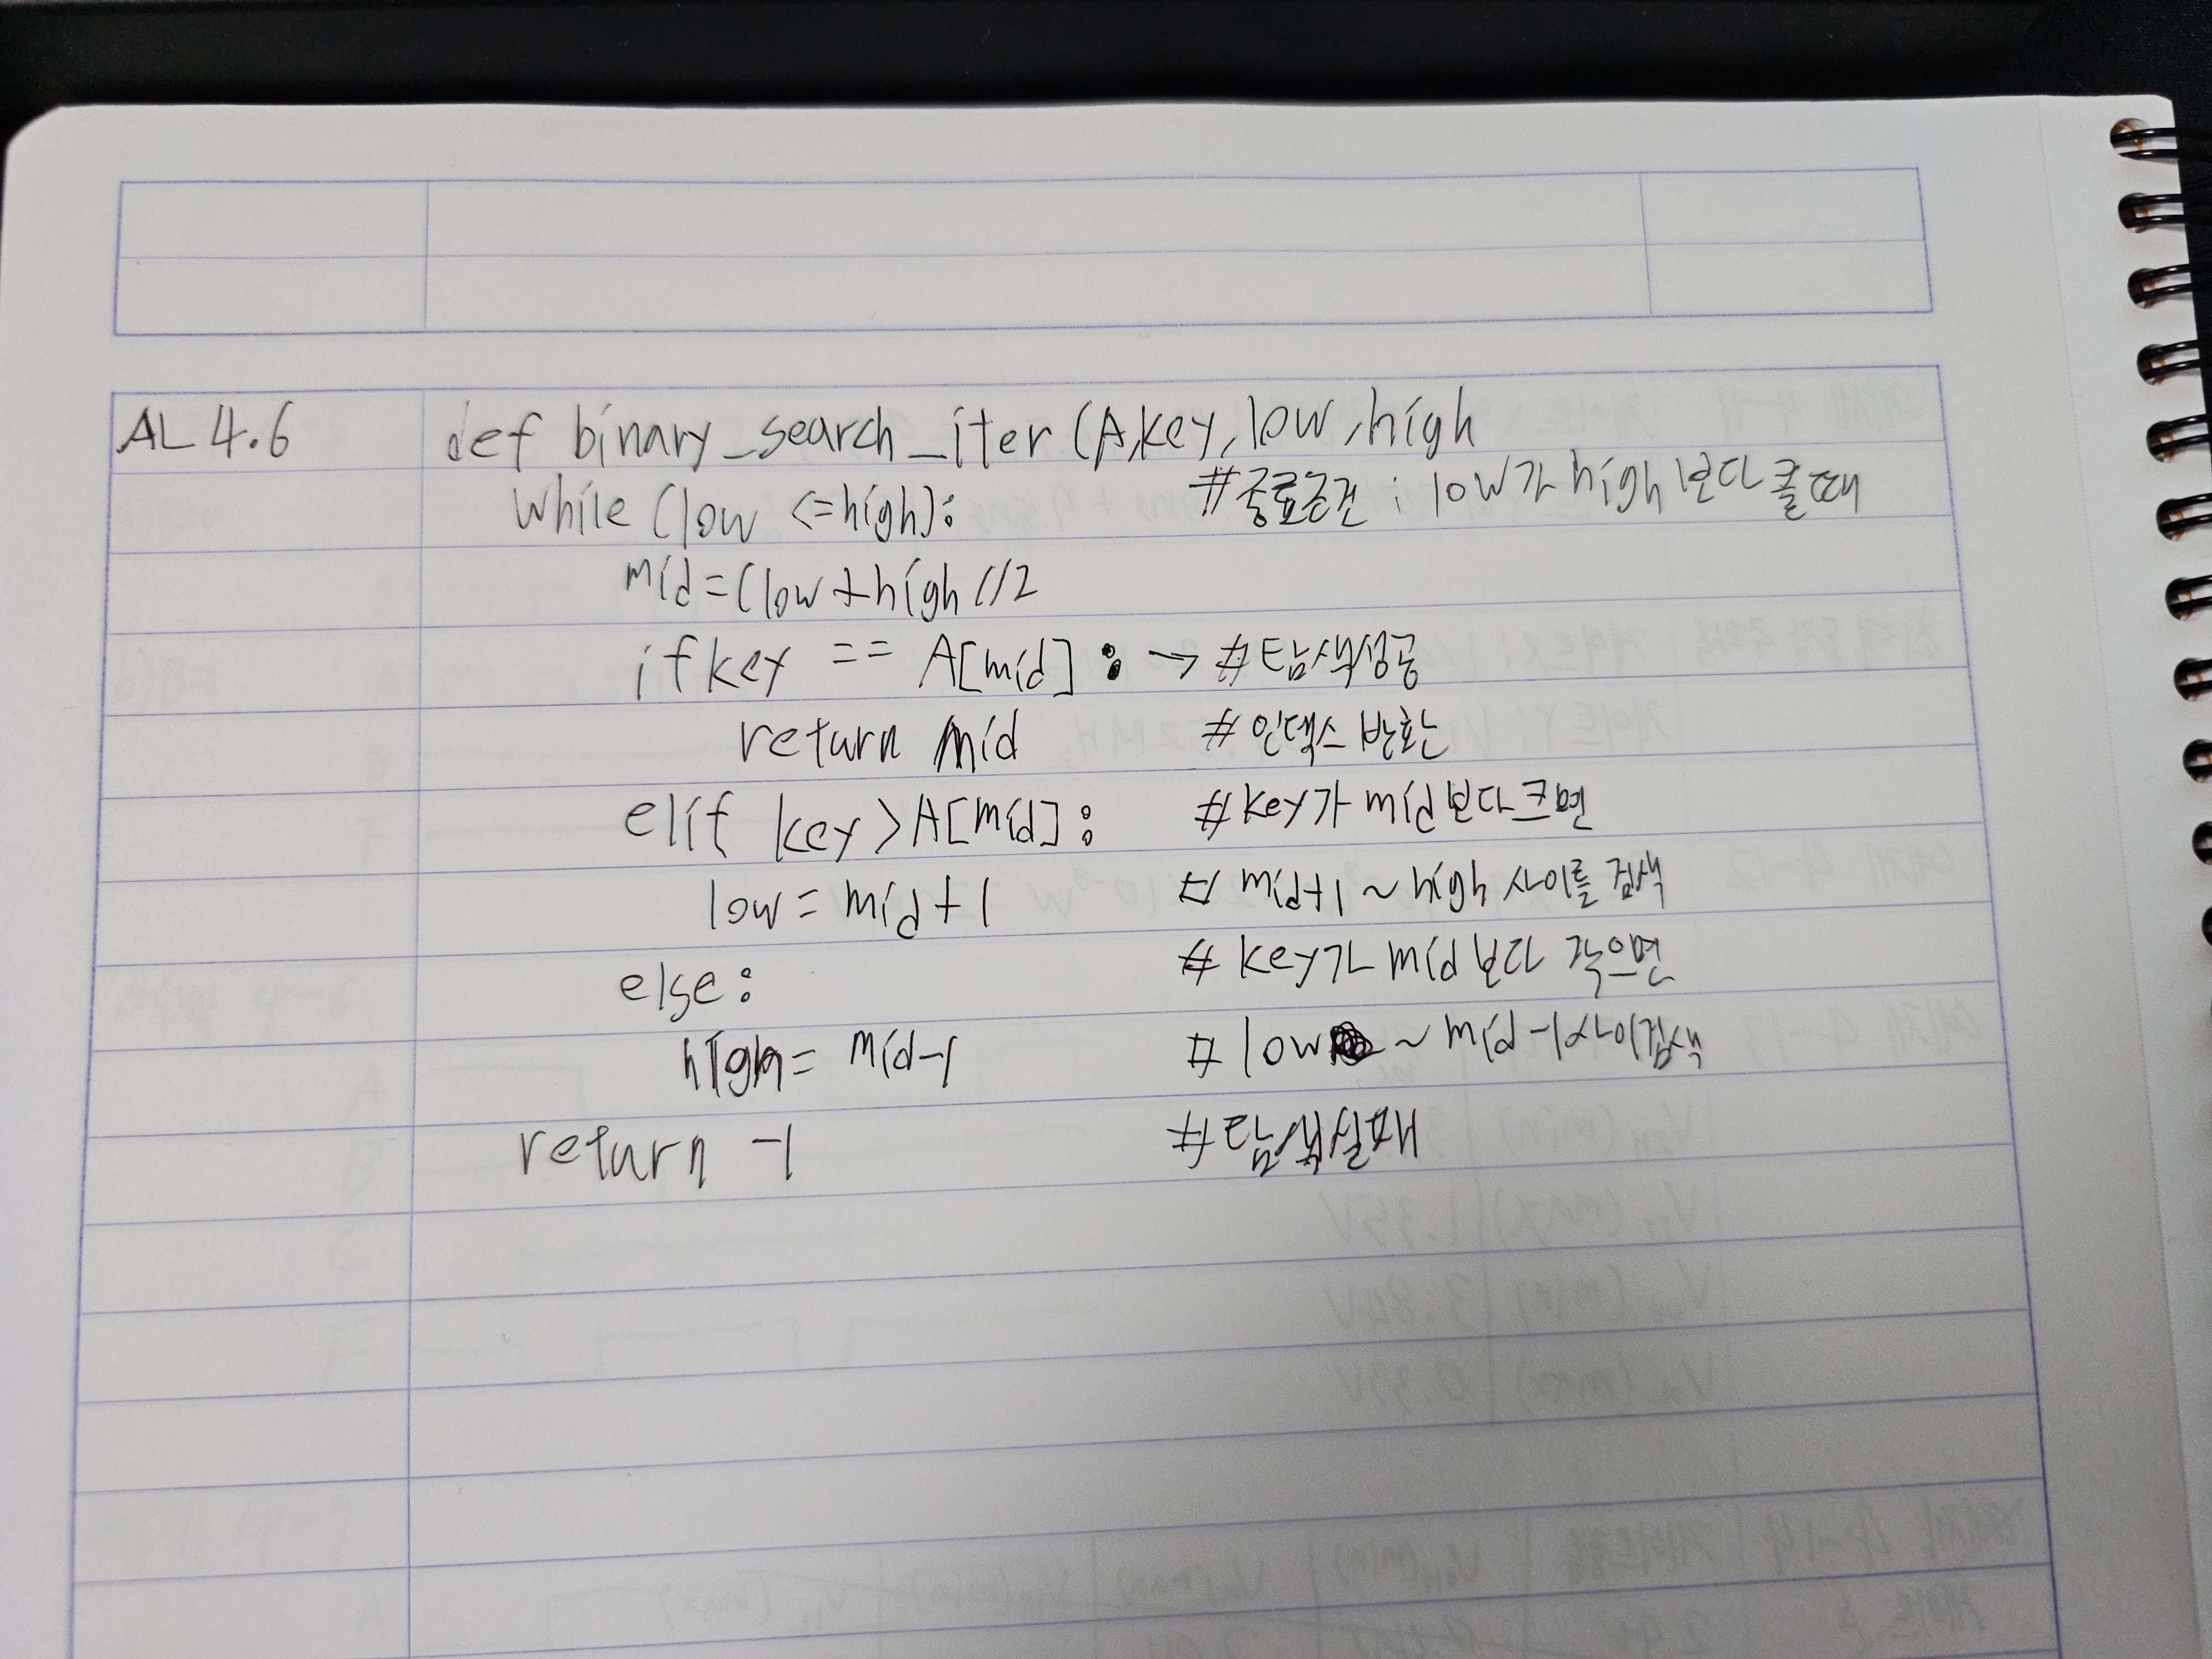 AL 4.6 def binary_search_iter (A,key,low,high
while (low <=high): #종료조건 : low가 high보다 클 때
mid=(low+high(//2
if key == A[mid] : → #탐색성공
return mid #인덱스 반환
elif key>A[mid]: #key가 mid보다크면
low = mid+1 # mid+1 ~ high 사이를 검색
else: # key가 mid보다 작으면
high= mid-1 # low ~ mid-1사이검색
return -1 #탐색실패